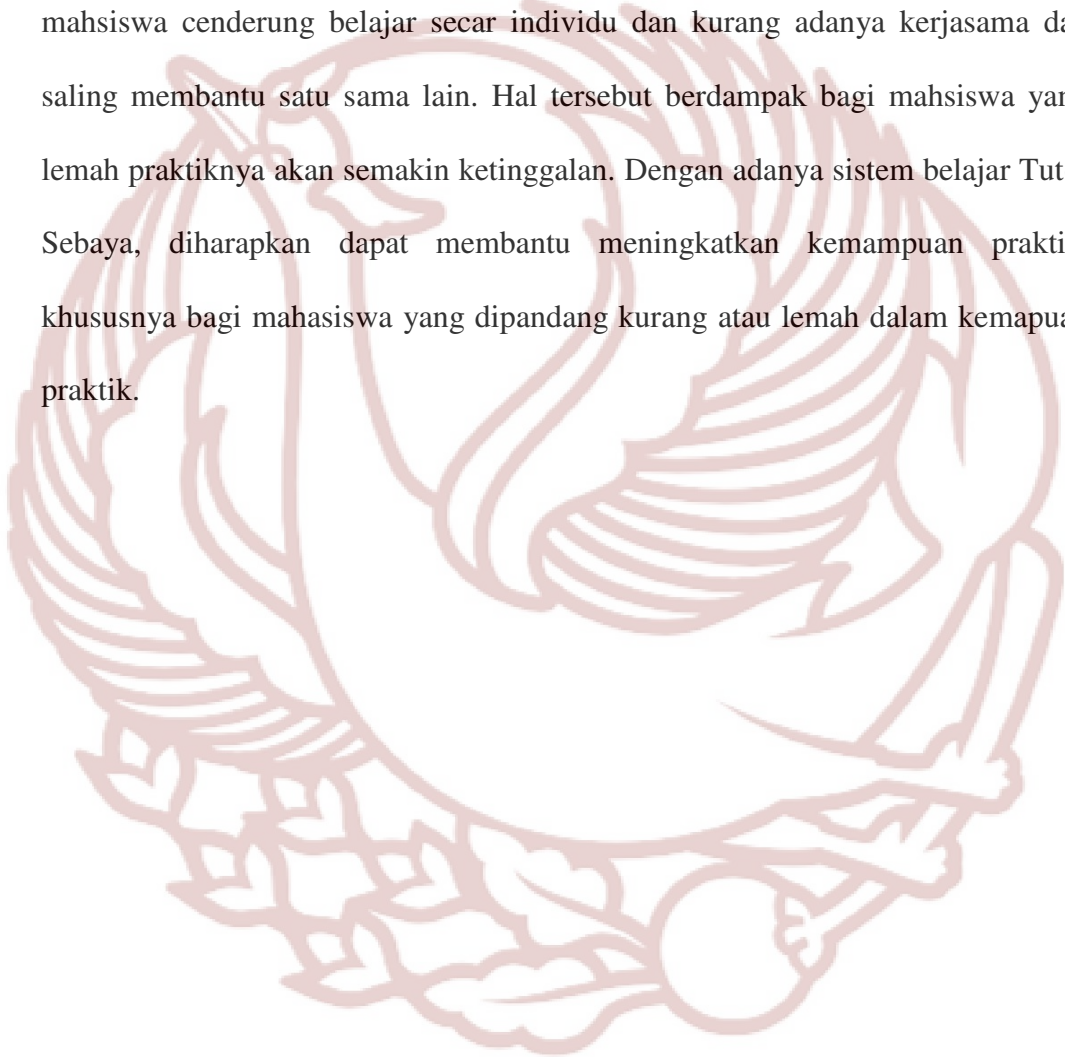 mahsiswa cenderung belajar secar individu dan kurang adanya kerjasama da
saling membantu satu sama lain. Hal tersebut berdampak bagi mahsiswa yan
lemah praktiknya akan semakin ketinggalan. Dengan adanya sistem belajar Tut
Sebaya, diharapkan dapat membantu meningkatkan kemampuan prakti
khususnya bagi mahasiswa yang dipandang kurang atau lemah dalam kemapua
praktik.